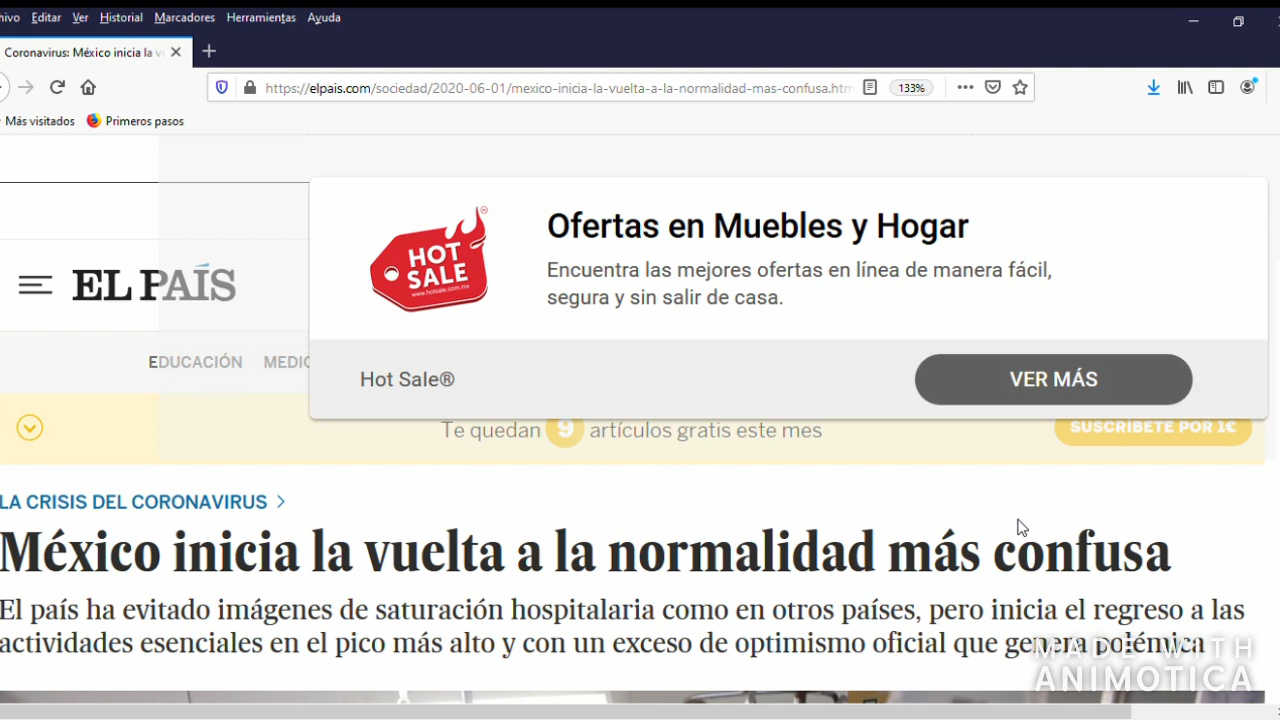 Editar Ver Historial Marcadores Herramientas Ayuda
Coronavirus: México inicia la
https://elpais.com/sociedad/2020-06-01/mexico-inicia-la-vuelta-a-la-normalidad-mas-confusa.htm
133%
Más visitados Primeros pasos
HOT
SALE
www.hotsale.com.mx
Ofertas en Muebles y Hogar
Encuentra las mejores ofertas en línea de manera fácil,
segura y sin salir de casa.
Hot Sale®
VER MÁS
EL PAÍS
EDUCACIÓN
Te quedan 9 artículos gratis este mes
SUSCRÍBETE POR 1€
LA CRISIS DEL CORONAVIRUS
México inicia la vuelta a la normalidad más confusa
El país ha evitado imágenes de saturación hospitalaria como en otros países, pero inicia el regreso a las
actividades esenciales en el pico más alto y con un exceso de optimismo oficial que genera polémica
MADE WITH
ANIMOTICA